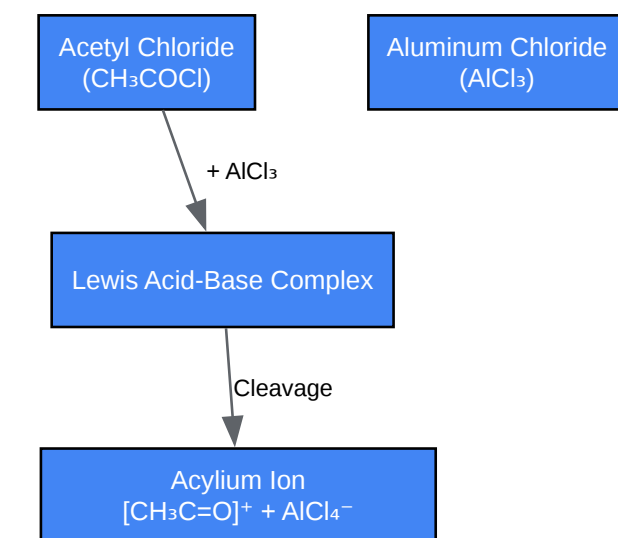 Acetyl Chloride
(CH₃COCl)
Aluminum Chloride
(AlCl₃)
+ AlCl₃
Lewis Acid-Base Complex
Cleavage
Acylium Ion
[CH₃C=O]⁺ + AlCl₄⁻